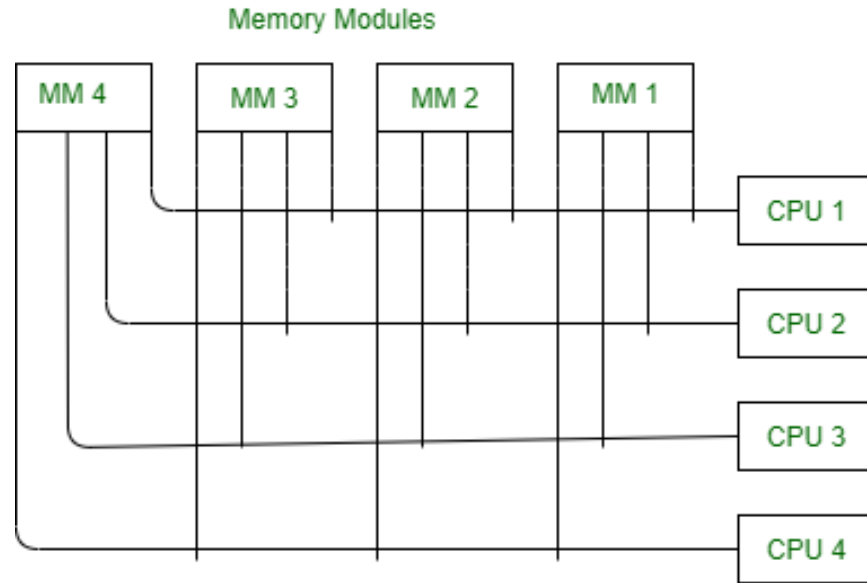 Memory Modules
MM 4
MM 3
MM 2
MM 1
CPU 1
CPU 2
CPU 3
CPU 4